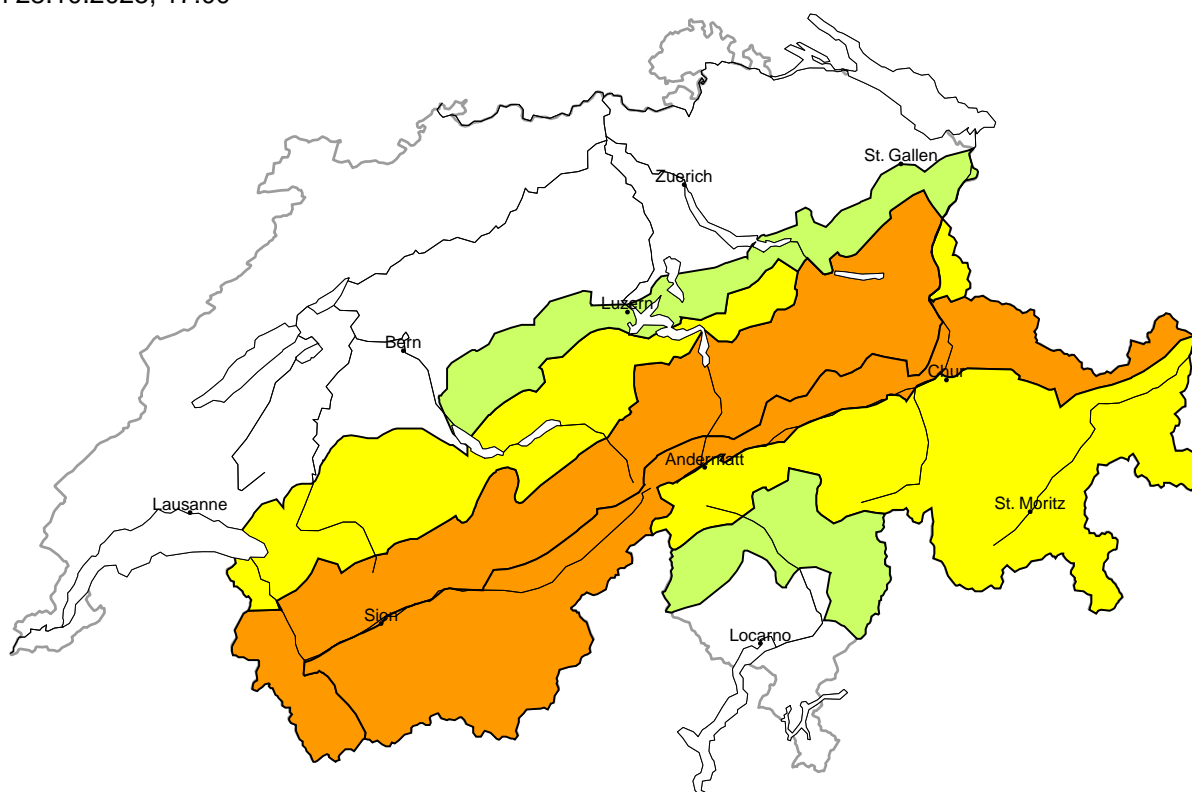 St. Gallen
Zuerich
Luzern
Bern
Chur
Andermatt
Lausanne
St. Moritz
Sion
Locarno